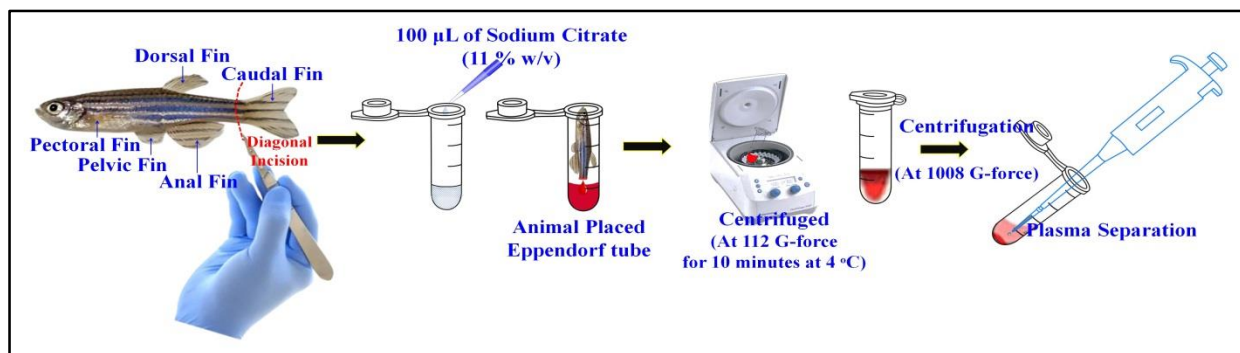 Dorsal Fin
Caudal Fin
Pectoral Fin
Pelvic Fin
Anal Fin
Diagonal
Incision
100 µL of Sodium Citrate
(11 % w/v)
Animal Placed
Eppendorf tube
Centrifuged
(At 112 G-force
for 10 minutes at 4 °C)
Centrifugation
(At 1008 G-force)
Plasma Separation